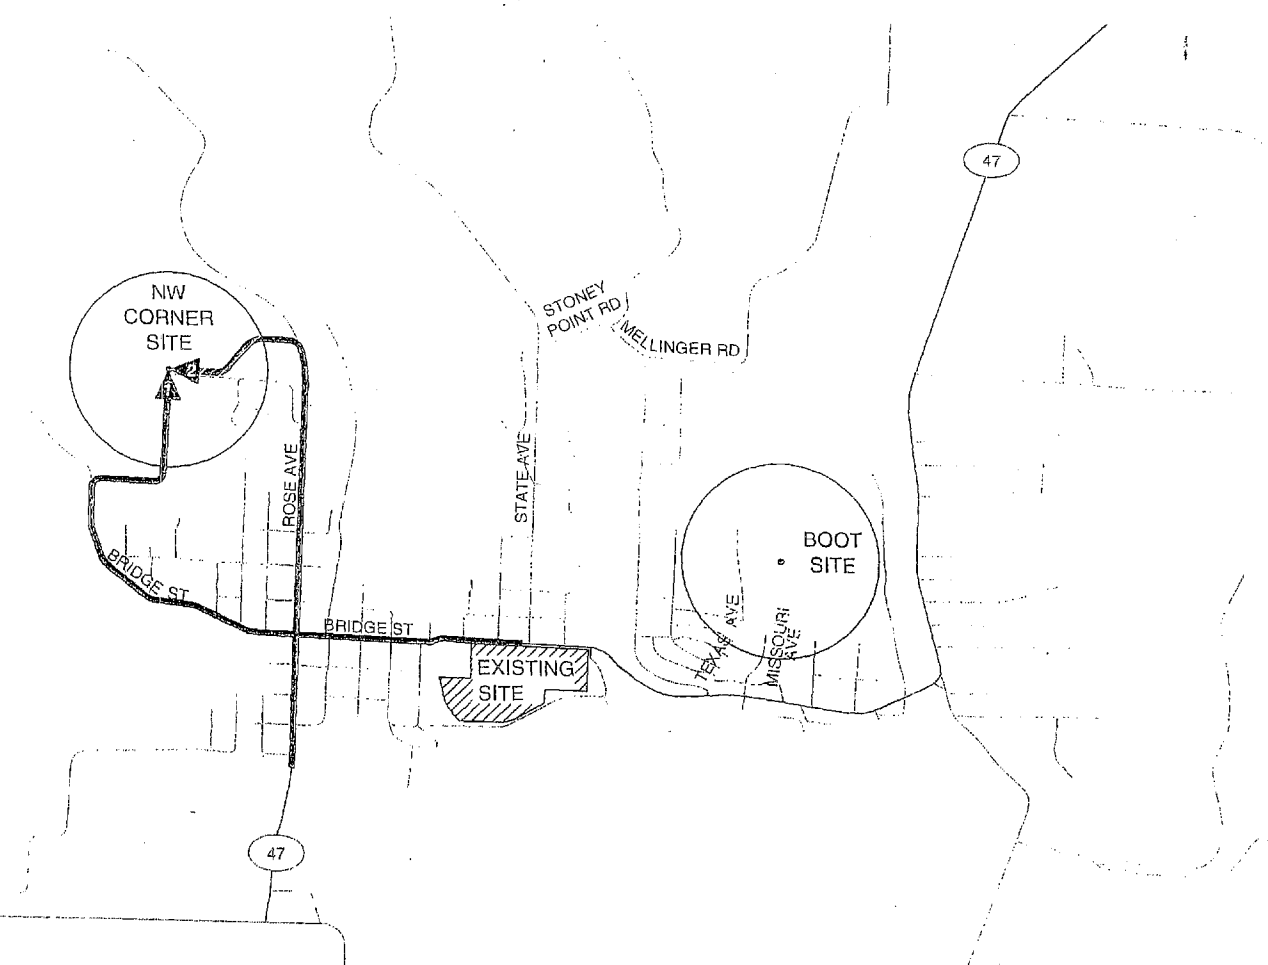 47
NW
CORNER
SITE
STONEY
POINT RD
MELLINGER RD
ROSE AVE
STATE AVE
BOOT
SITE
BRIDGE ST
BRIDGE ST
TEXAS AVE
MISSOURI
AVE
EXISTING
SITE
47